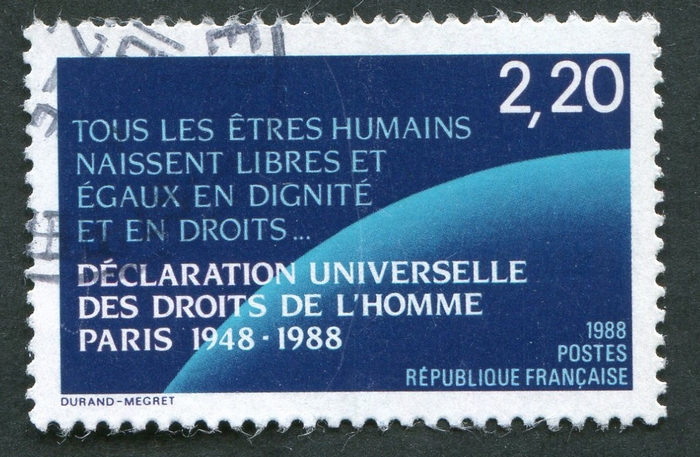 2,20
TOUS LES ÊTRES HUMAINS
NAISSENT LIBRES ET
ÉGAUX EN DIGNITÉ
ET EN DROITS...
DÉCLARATION UNIVERSELLE
DES DROITS DE L'HOMME
PARIS 1948 · 1988
1988
POSTES
RÉPUBLIQUE FRANÇAISE
DURAND-MEGRET